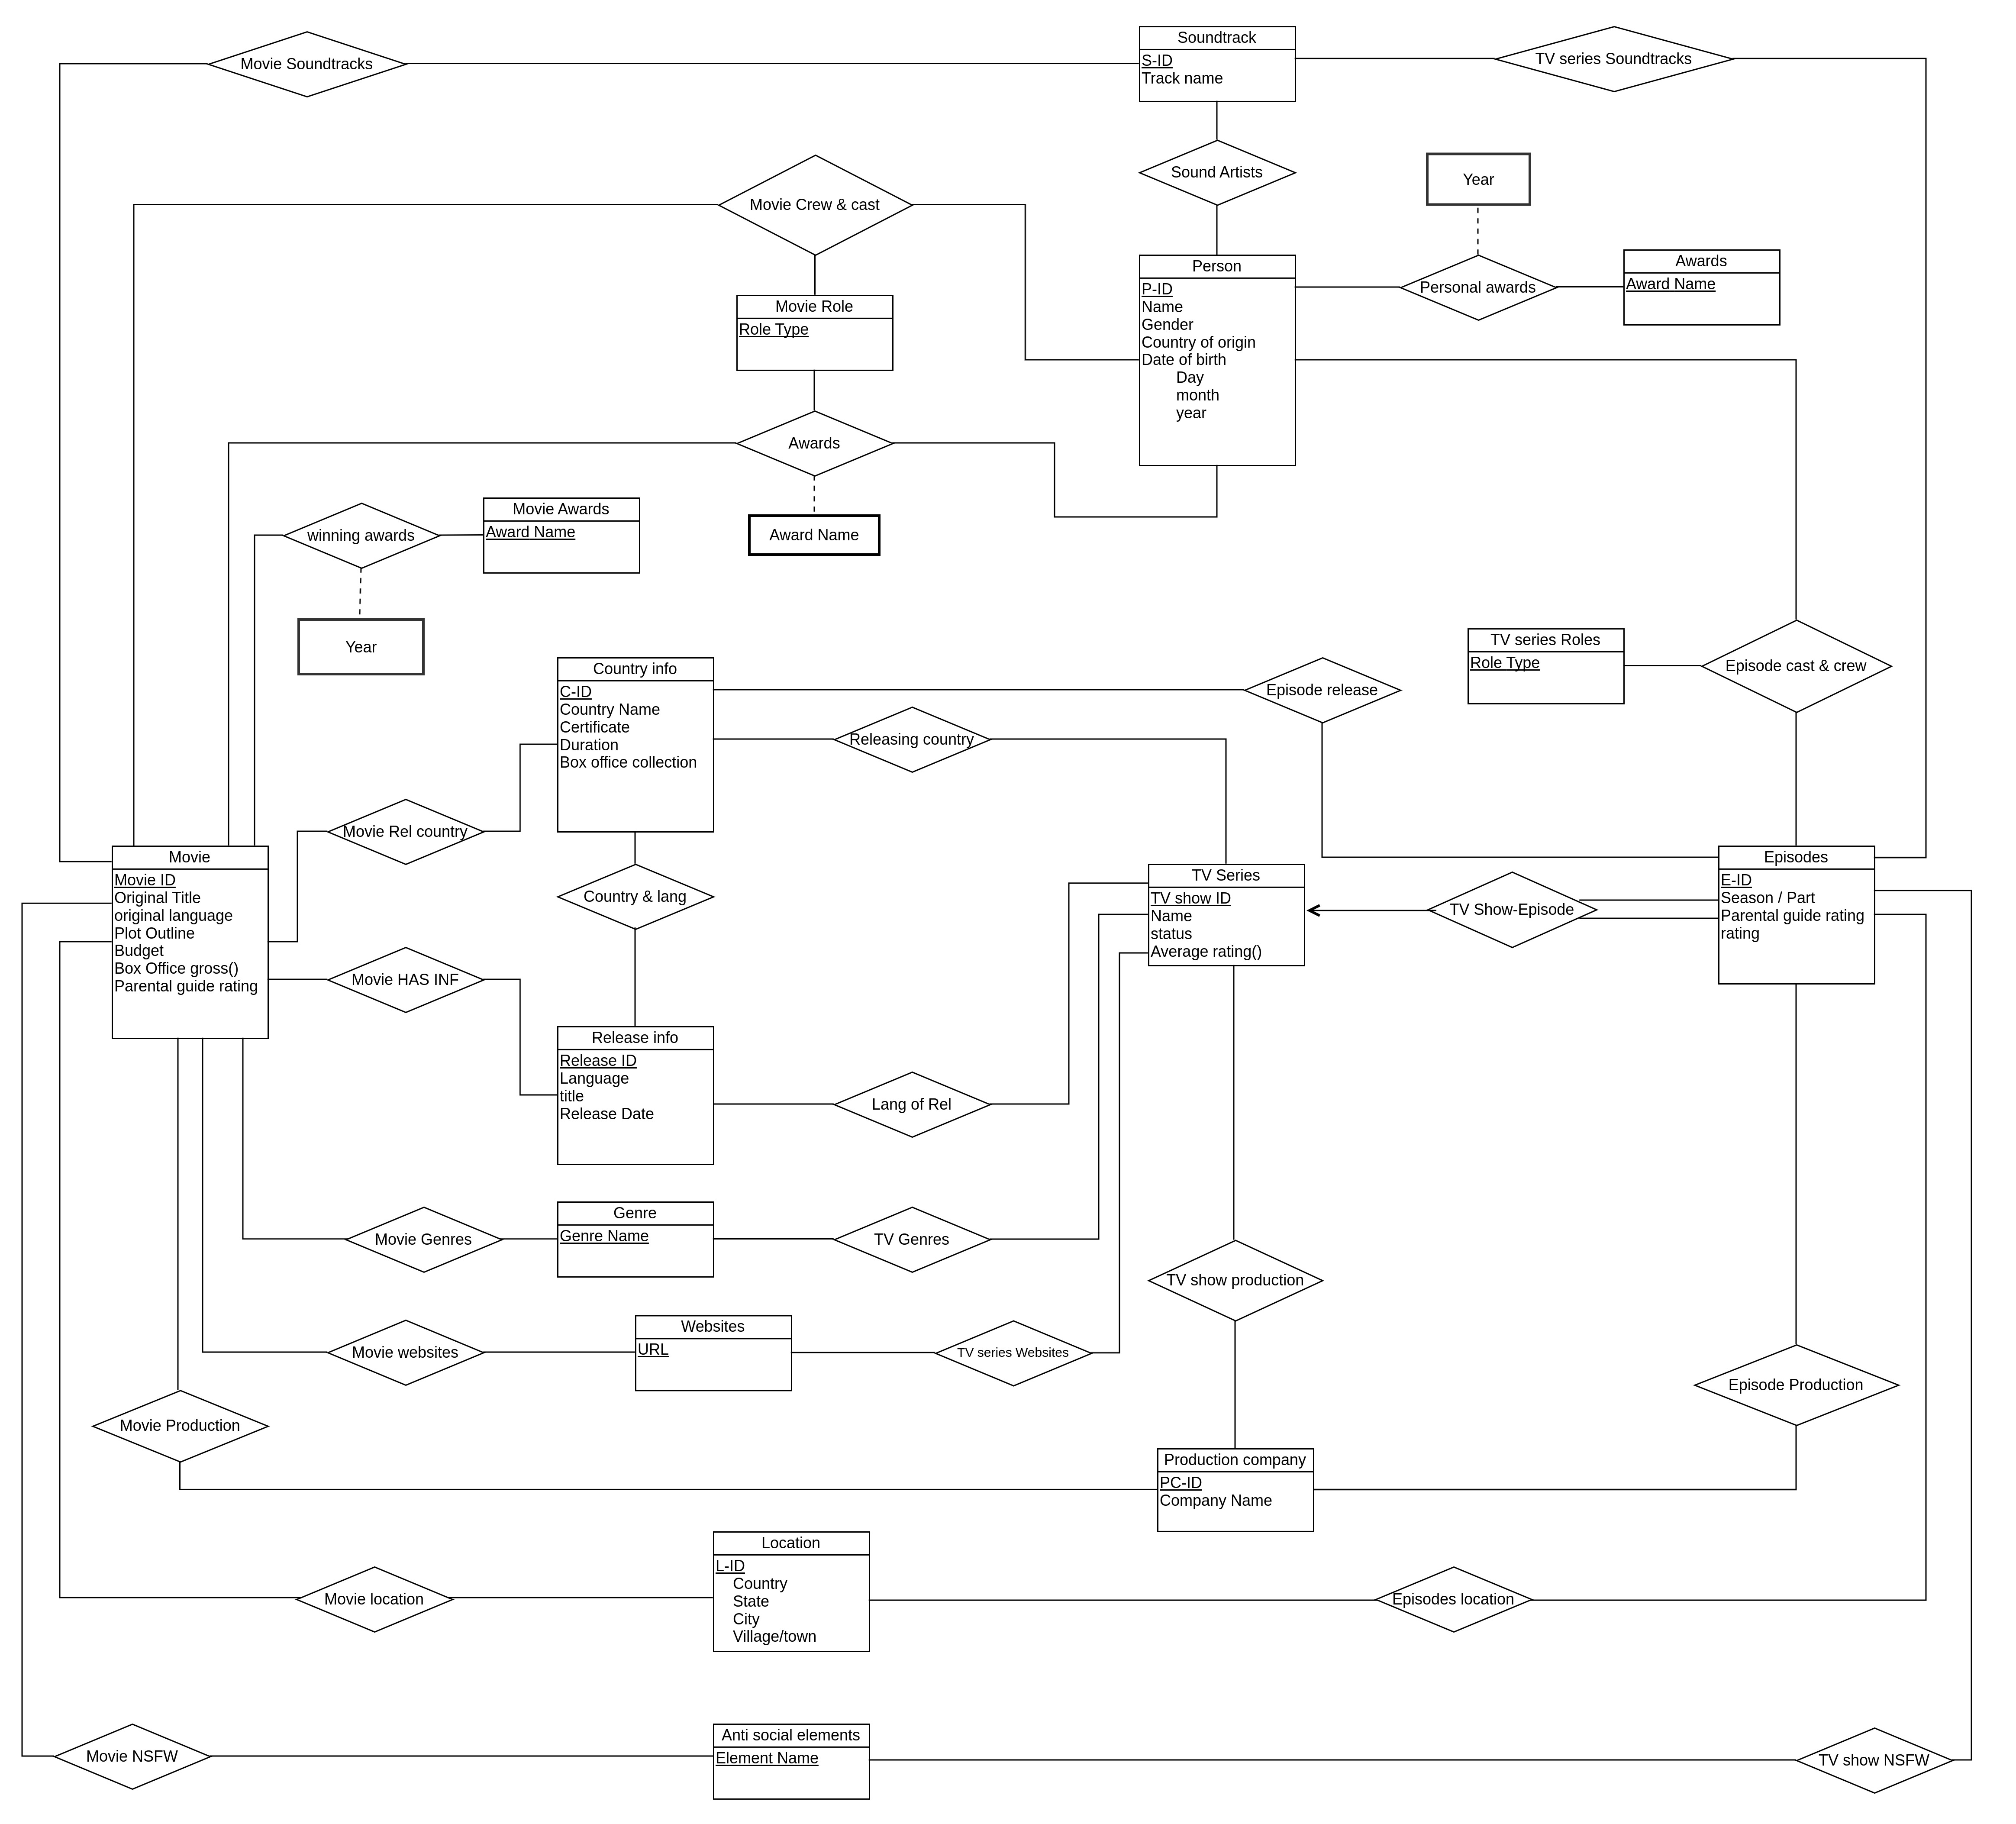 Soundtrack
S-ID
Track name
Movie Soundtracks
TV series Soundtracks
Sound Artists
Year
Movie Crew & cast
Person
P-ID
Name
Gender
Country of origin
Date of birth
Day
month
year
Personal awards
Awards
Award Name
Movie Role
Role Type
Awards
Award Name
winning awards
Movie Awards
Award Name
Year
Country info
C-ID
Country Name
Certificate
Duration
Box office collection
Episode release
TV series Roles
Role Type
Episode cast & crew
Releasing country
Movie Rel country
Movie
Movie ID
Original Title
original language
Plot Outline
Budget
Box Office gross()
Parental guide rating
Country & lang
TV Series
TV show ID
Name
status
Average rating()
TV Show-Episode
Episodes
E-ID
Season / Part
Parental guide rating
rating
Movie HAS INF
Release info
Release ID
Language
title
Release Date
Lang of Rel
Movie Genres
Genre
Genre Name
TV Genres
TV show production
Movie websites
Websites
URL
TV series Websites
Movie Production
Episode Production
Production company
PC-ID
Company Name
Location
L-ID
Country
State
City
Village/town
Movie location
Episodes location
Movie NSFW
Anti social elements
Element Name
TV show NSFW